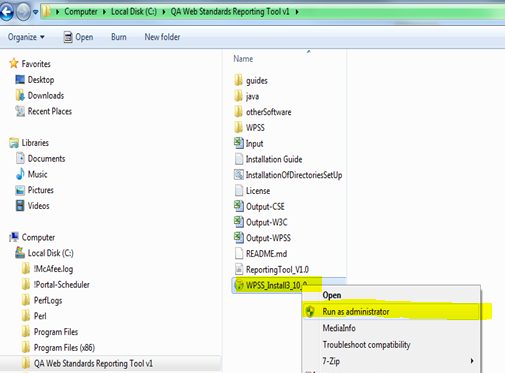 Computer Local Disk (C:) QA Web Standards Reporting Tool v1
Organize Open Burn New folder
Favorites
Desktop
Downloads
Recent Places
Libraries
Documents
Music
Pictures
Videos
Computer
Local Disk (C:)
!McAfee.log
!Portal-Scheduler
PerfLogs
Perl
Program Files
Program Files (x86)
QA Web Standards Reporting Tool v1
Name
guides
java
otherSoftware
WPSS
Input
Installation Guide
InstallationOfDirectoriesSetUp
License
Output-CSE
Output-W3C
Output-WPSS
README.md
ReportingTool_V1.0
WPSS_Install3_10_0
Open
Run as administrator
MediaInfo
Troubleshoot compatibility
7-Zip